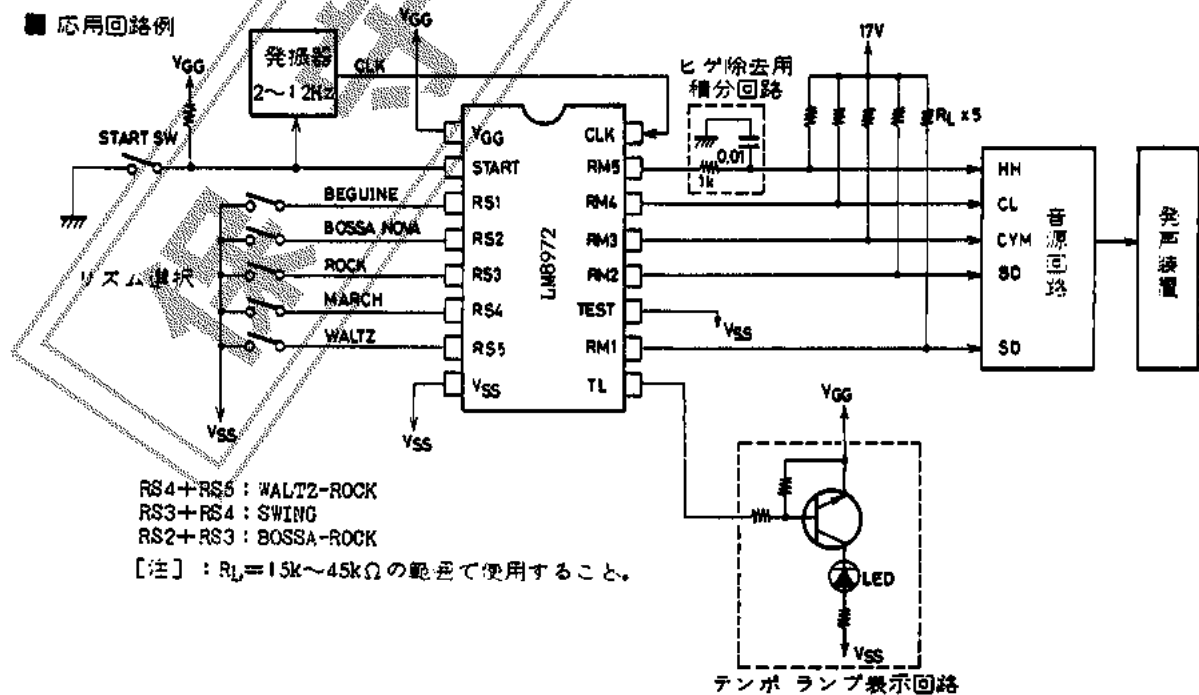 ■ 応用回路例
VGG
発振器
2〜12Hz
CLK
VGG
START SW
BEGUINE
BOSSA NOVA
ROCK
MARCH
WALTZ
リズム選択
VSS
VSS
VGG
START
RS1
RS2
RS3
RS4
RS5
VSS
LM8972
CLK
RM5
RM4
RM3
RM2
TEST
RM1
TL
ヒゲ除去用
積分回路
0.01
1k
17V
RL x5
VSS
HH
CL
CYM
BD
SD
音源回路
発声装置
VGG
LED
VSS
テンポ ランプ表示回路
RS4+RS5：WALTZ-ROCK
RS3+RS4：SWING
RS2+RS3：BOSSA-ROCK
［注］：RL=15k〜45kΩの範囲で使用すること。